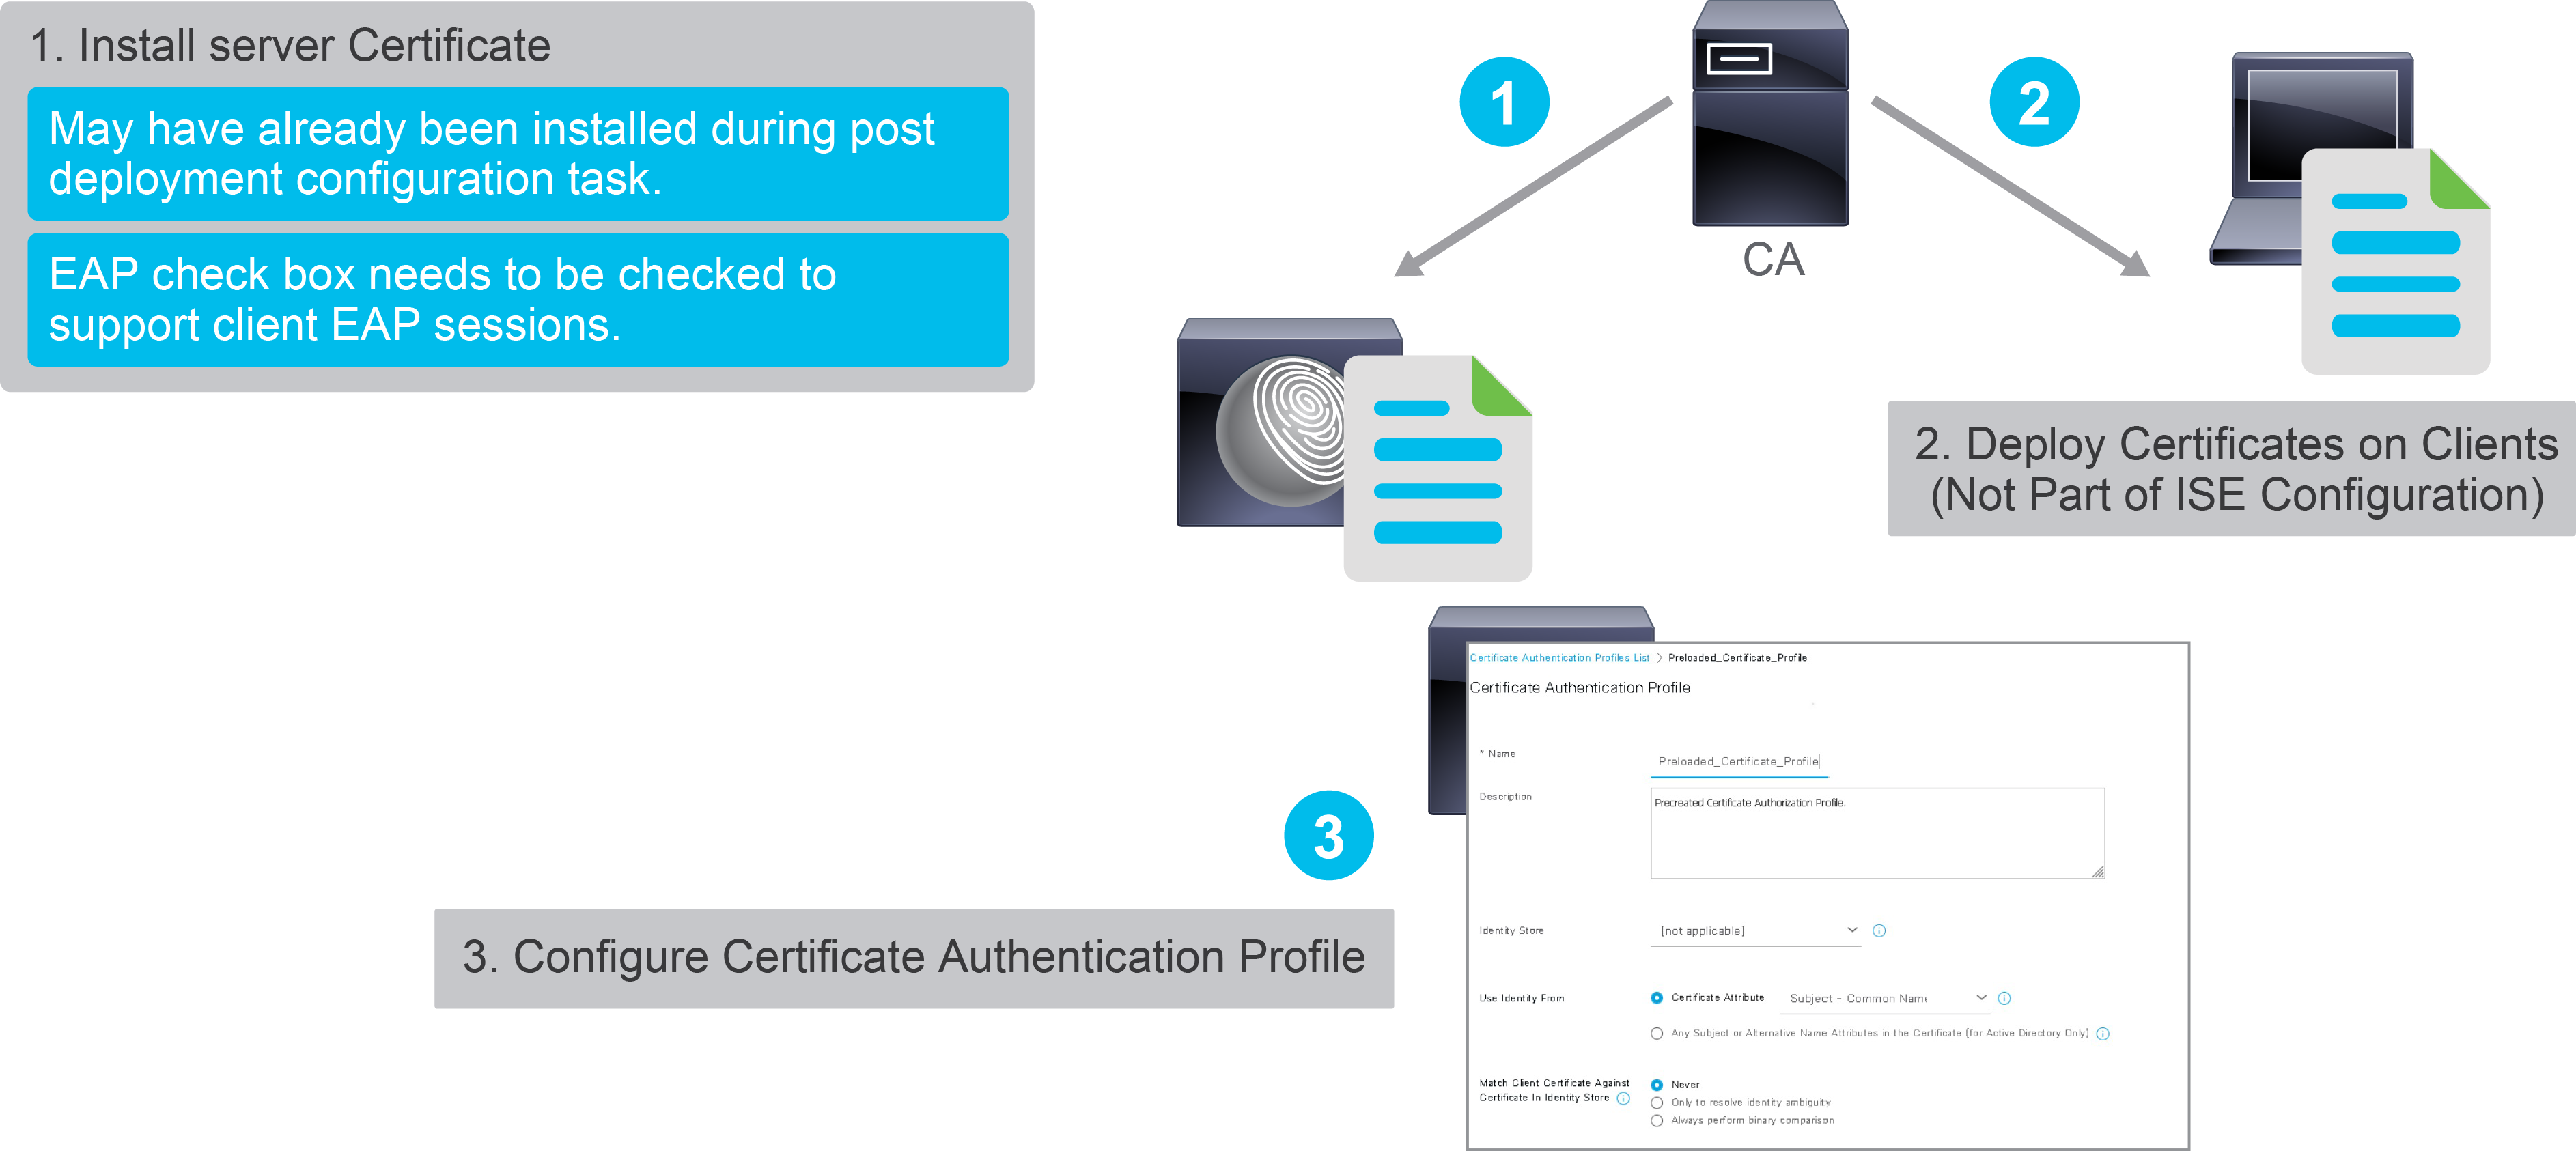 1. Install server Certificate
May have already been installed during post
deployment configuration task.
EAP check box needs to be checked to
support client EAP sessions.
1
2
CA
2. Deploy Certificates on Clients
(Not Part of ISE Configuration)
3
3. Configure Certificate Authentication Profile
Certificate Authentication Profiles List > Preloaded_Certificate_Profile
Certificate Authentication Profile
* Name
Preloaded_Certificate_Profile
Description
Precreated Certificate Authorization Profile.
Identity Store
[not applicable]
Use Identity From
Certificate Attribute
Subject - Common Name
Any Subject or Alternative Name Attributes in the Certificate (for Active Directory Only)
Match Client Certificate Against
Certificate In Identity Store
Never
Only to resolve identity ambiguity
Always perform binary comparison